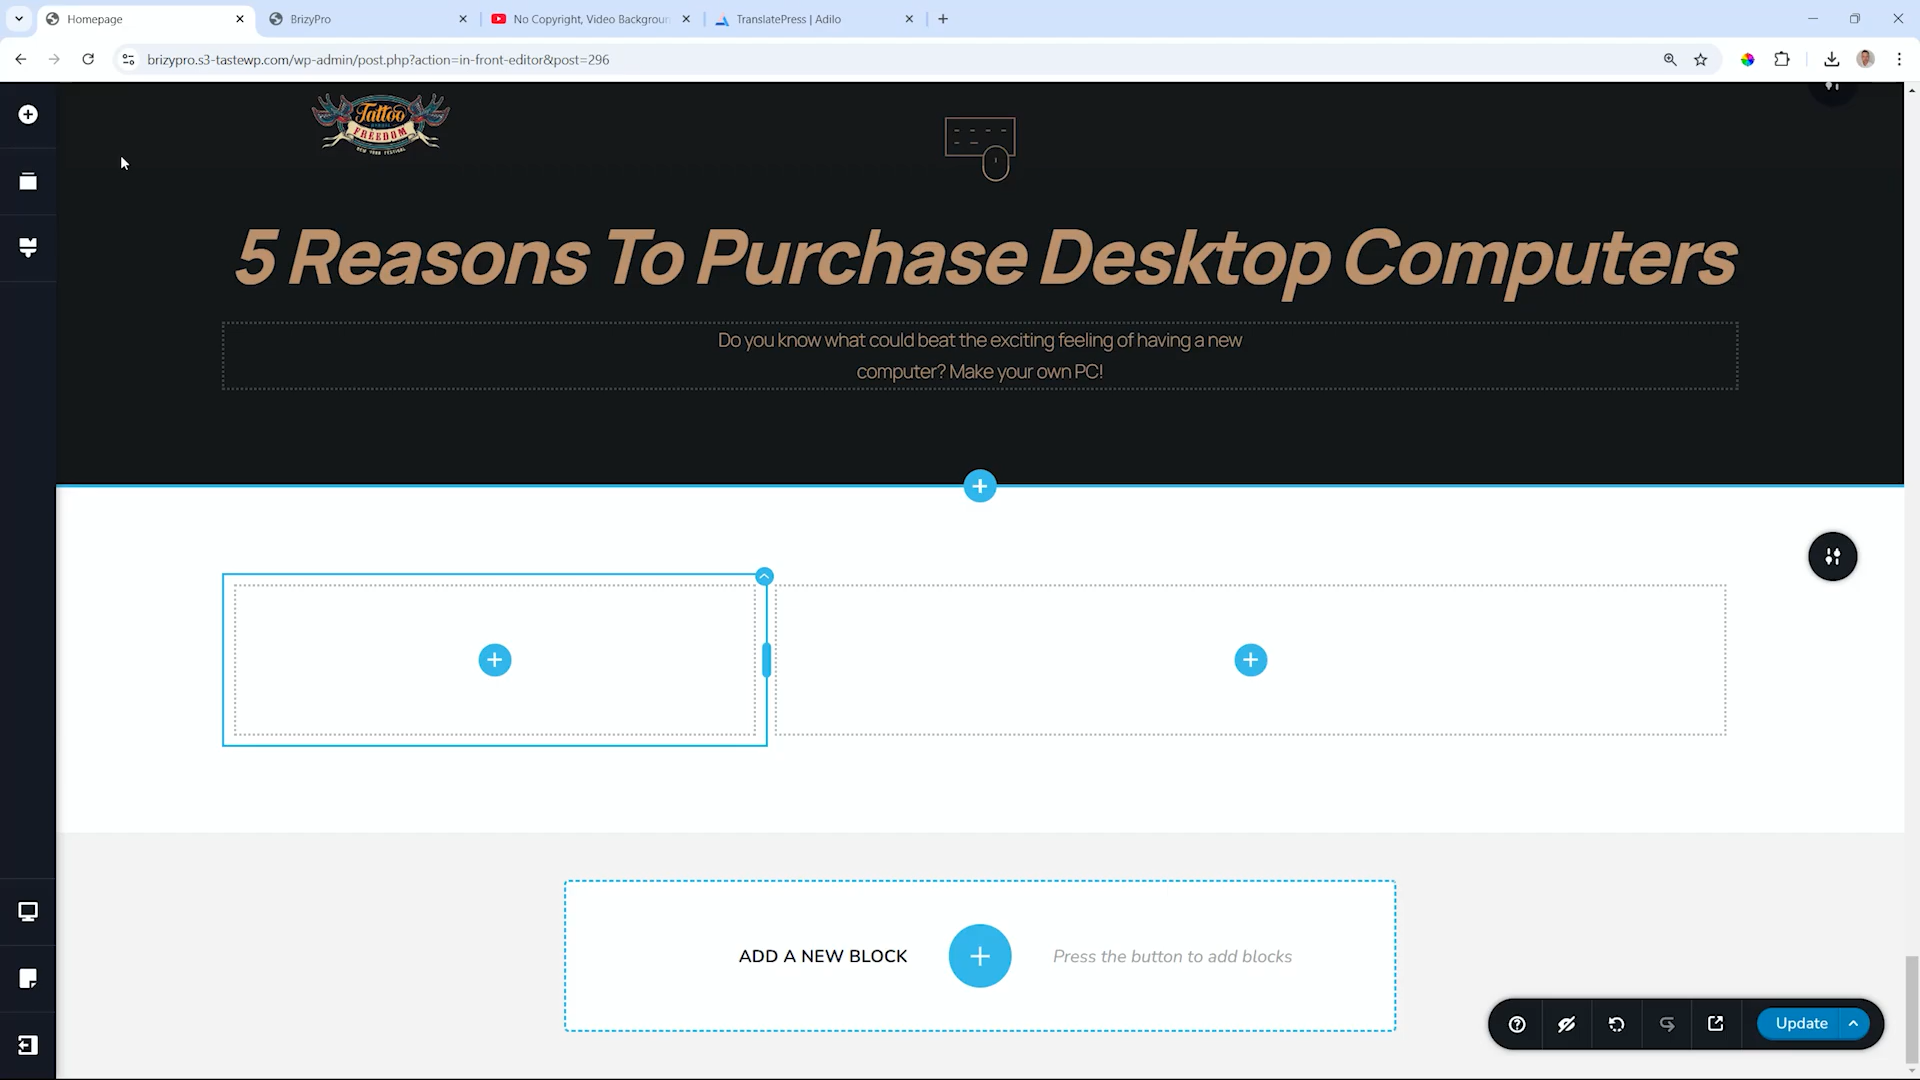 Homepage
BrizyPro
No Copyright, Video Backgroun
TranslatePress | Adilo
brizypro.s3-tastewp.com/wp-admin/post.php?action=in-front-editor&post=296
Tattoo
FREEDOM
NEW YORK FESTIVAL
5 Reasons To Purchase Desktop Computers
Do you know what could beat the exciting feeling of having a new
computer? Make your own PC!
ADD A NEW BLOCK
Press the button to add blocks
Update